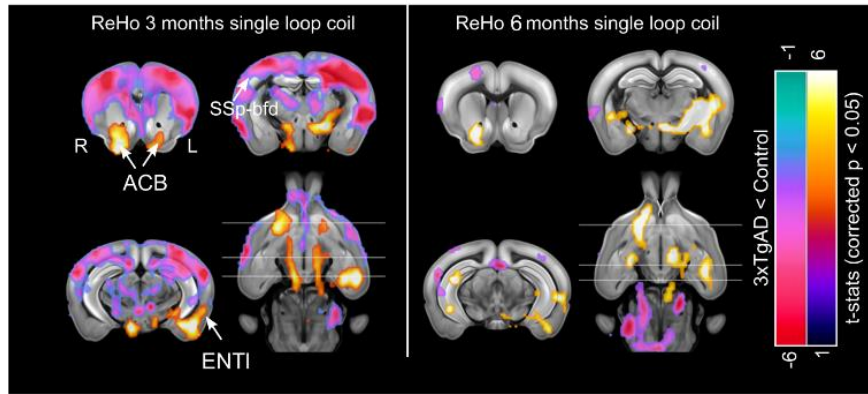 ReHo 3 months single loop coil
ReHo 6 months single loop coil
SSp-bfd
R
L
ACB
ENTl
-1
6
-6
1
3xTgAD < Control
t-stats (corrected p < 0.05)